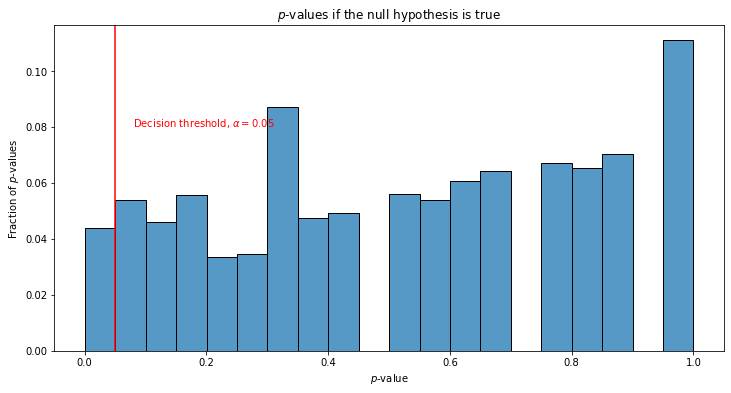 p-values if the null hypothesis is true
Decision threshold, α = 0.05
Fraction of p-values
0.10
0.08
0.06
0.04
0.02
0.00
0.0 0.2 0.4 0.6 0.8 1.0
p-value